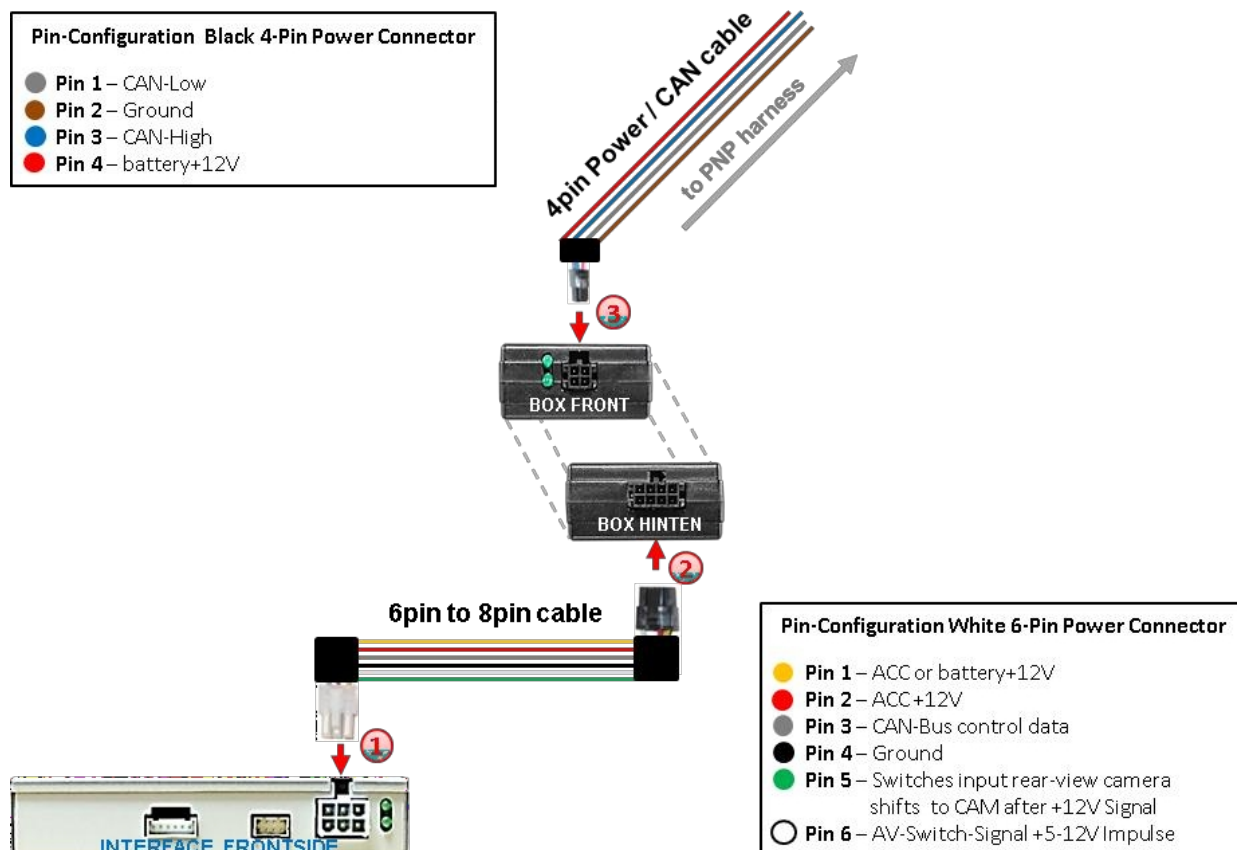 Pin-Configuration Black 4-Pin Power Connector
Pin 1 – CAN-Low
Pin 2 – Ground
Pin 3 – CAN-High
Pin 4 – battery+12V
4pin Power / CAN cable
to PNP harness
3
BOX FRONT
BOX HINTEN
2
6pin to 8pin cable
1
INTERFACE FRONTSIDE
Pin-Configuration White 6-Pin Power Connector
Pin 1 – ACC or battery+12V
Pin 2 – ACC +12V
Pin 3 – CAN-Bus control data
Pin 4 – Ground
Pin 5 – Switches input rear-view camera
shifts to CAM after +12V Signal
Pin 6 – AV-Switch-Signal +5-12V Impulse